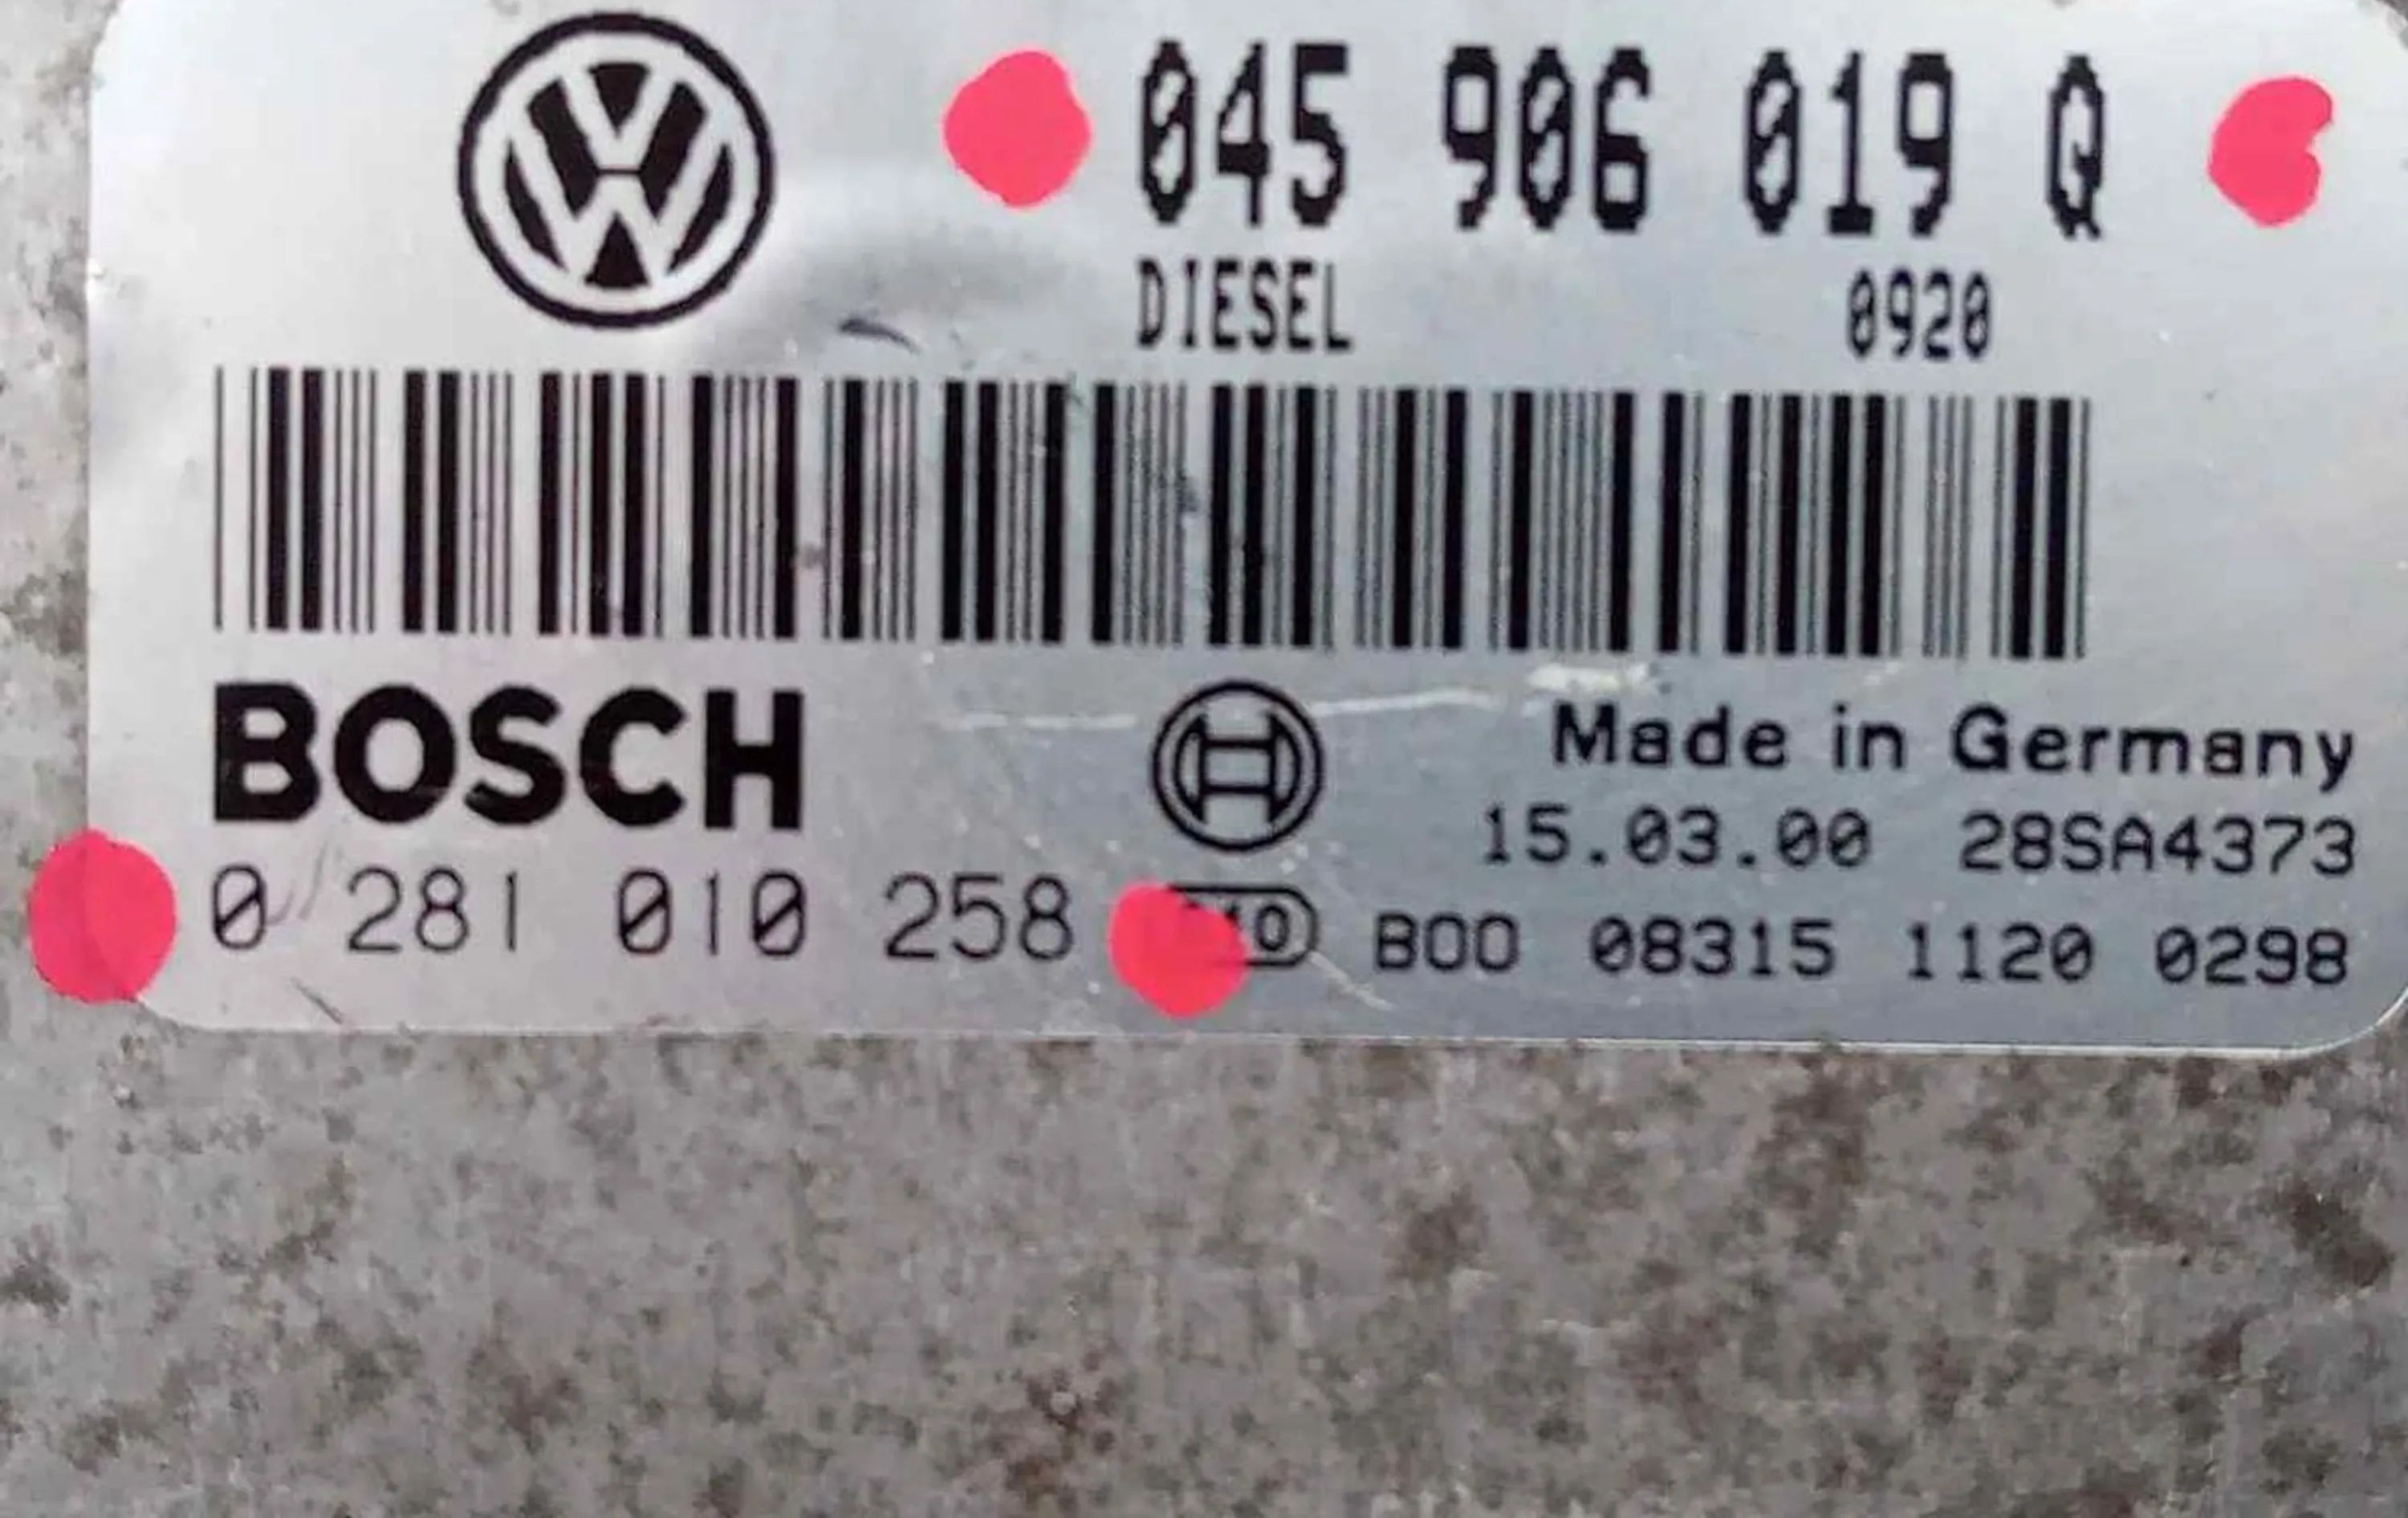 045 906 019 Q
DIESEL 0920
BOSCH
Made in Germany
15.03.00 28SA4373
0 281 010 258 B00 08315 1120 0298